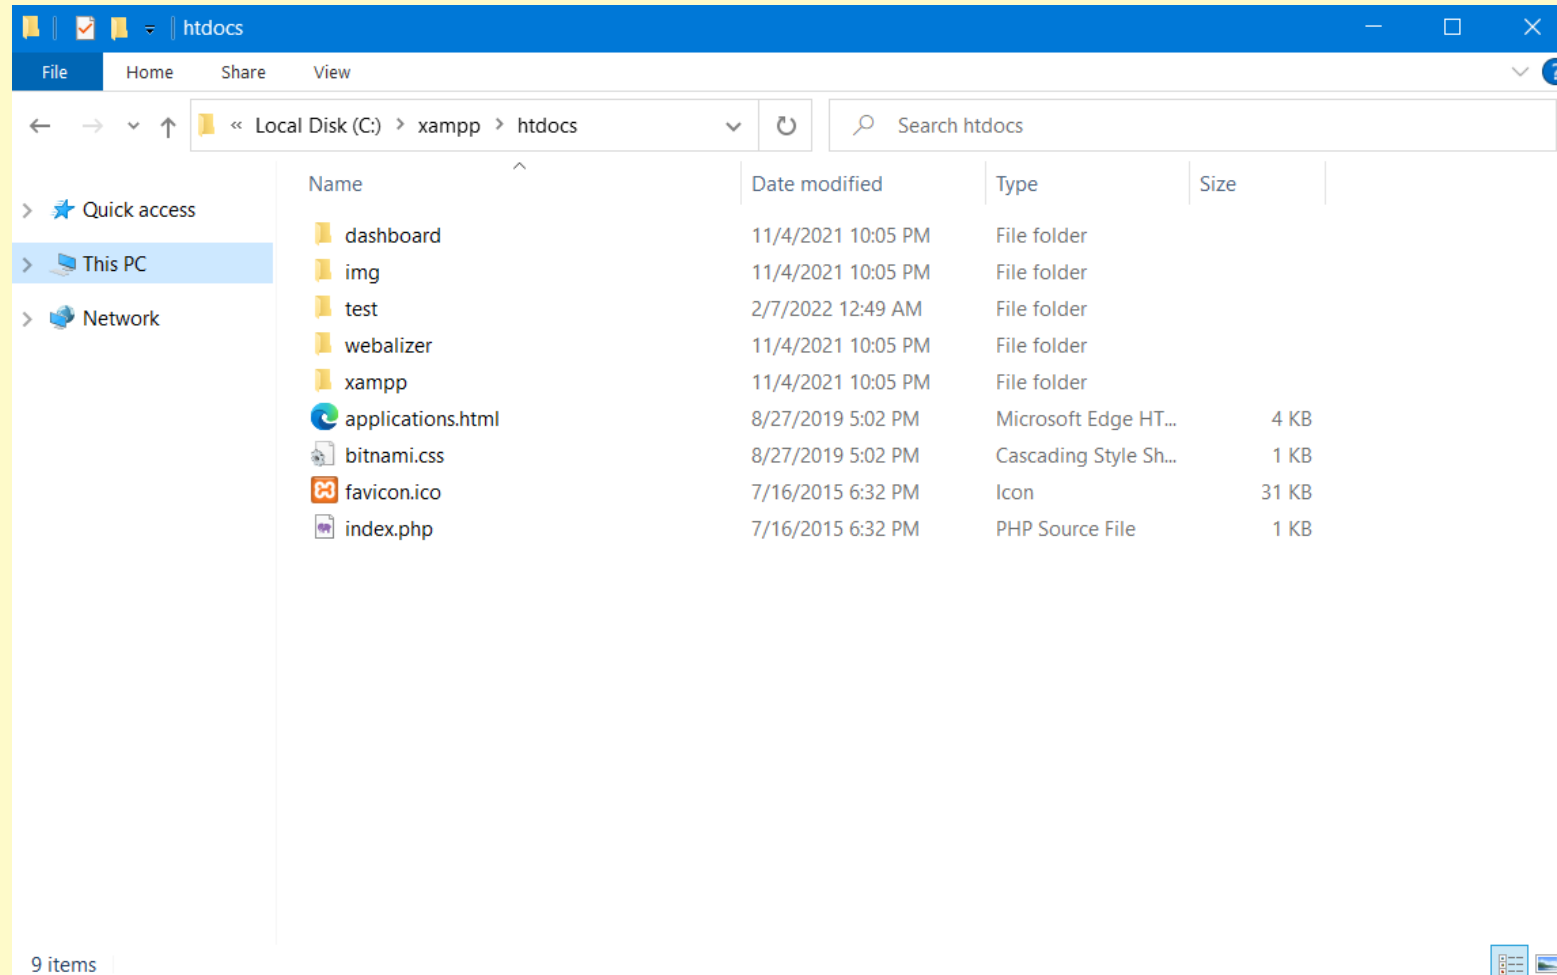 htdocs
File Home Share View
« Local Disk (C:) > xampp > htdocs Search htdocs
Name Date modified Type Size
Quick access
This PC
Network
dashboard 11/4/2021 10:05 PM File folder
img 11/4/2021 10:05 PM File folder
test 2/7/2022 12:49 AM File folder
webalizer 11/4/2021 10:05 PM File folder
xampp 11/4/2021 10:05 PM File folder
applications.html 8/27/2019 5:02 PM Microsoft Edge HT... 4 KB
bitnami.css 8/27/2019 5:02 PM Cascading Style Sh... 1 KB
favicon.ico 7/16/2015 6:32 PM Icon 31 KB
index.php 7/16/2015 6:32 PM PHP Source File 1 KB
9 items